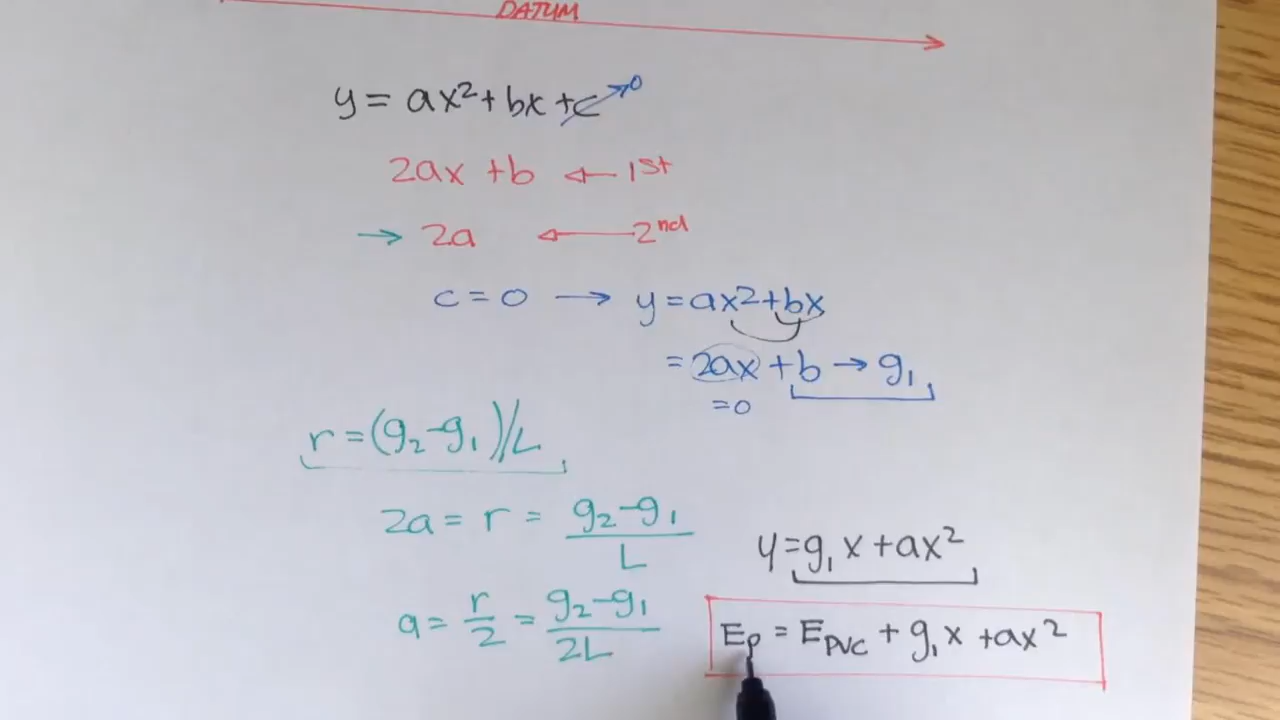 DATUM
y = ax²+bx+c→0
2ax +b ← 1st
→ 2a ← 2nd
c = 0 → y = ax²+bx
= 2ax + b → g₁
= 0
r = (g₂-g₁)/L
2a = r = g₂-g₁/L
y = g₁x + ax²
a = r/2 = g₂-g₁/2L
Ep = EPVC + g₁x + ax²